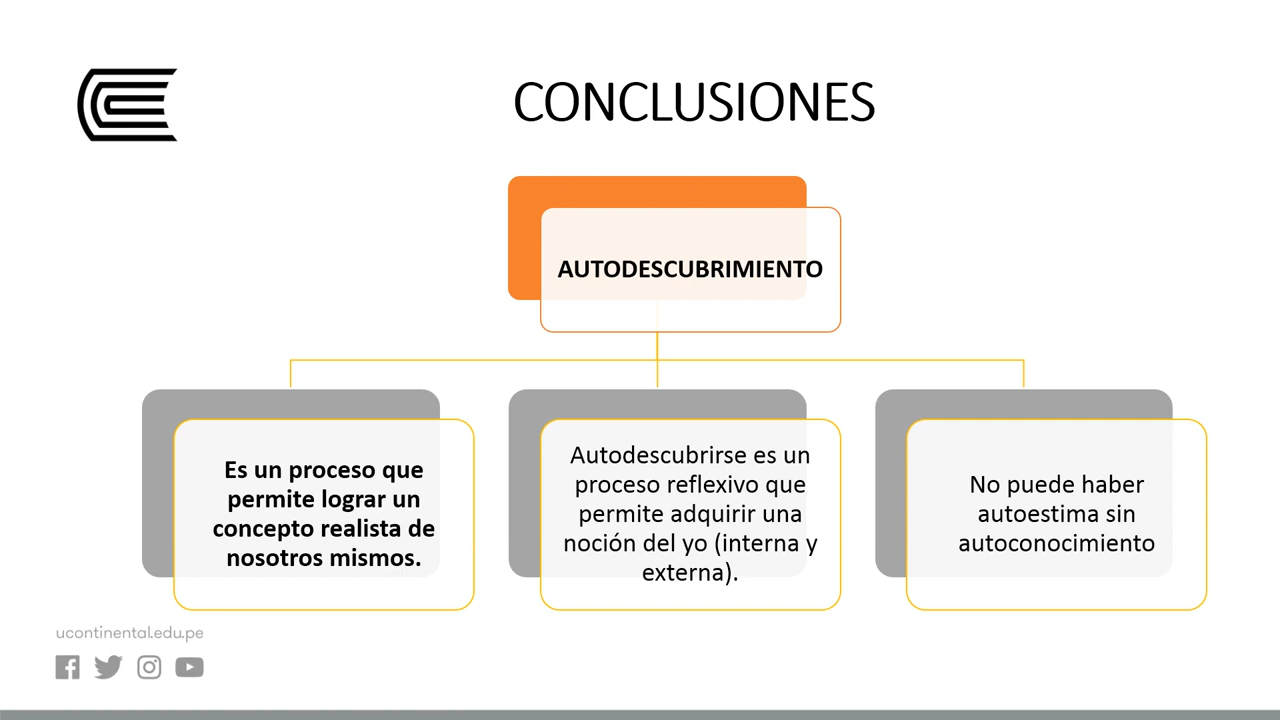 CONCLUSIONES
AUTODESCUBRIMIENTO
Es un proceso que
permite lograr un
concepto realista de
nosotros mismos.
Autodescubrirse es un
proceso reflexivo que
permite adquirir una
noción del yo (interna y
externa).
No puede haber
autoestima sin
autoconocimiento
ucontinental.edu.pe